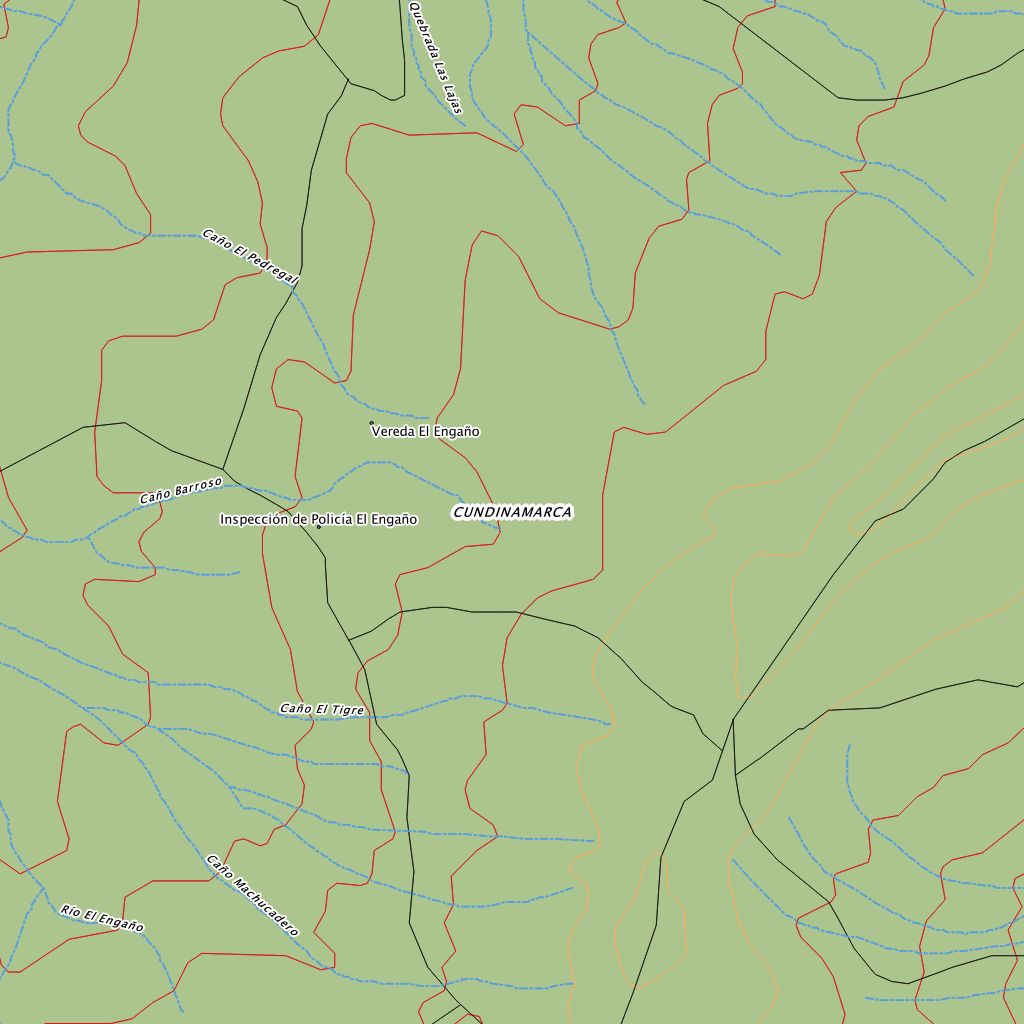 Quebrada Las Lajas
Caño El Pedregal
Vereda El Engaño
Caño Barroso
CUNDINAMARCA
Inspección de Policía El Engaño
Caño El Tigre
Caño Machucadero
Río El Engaño